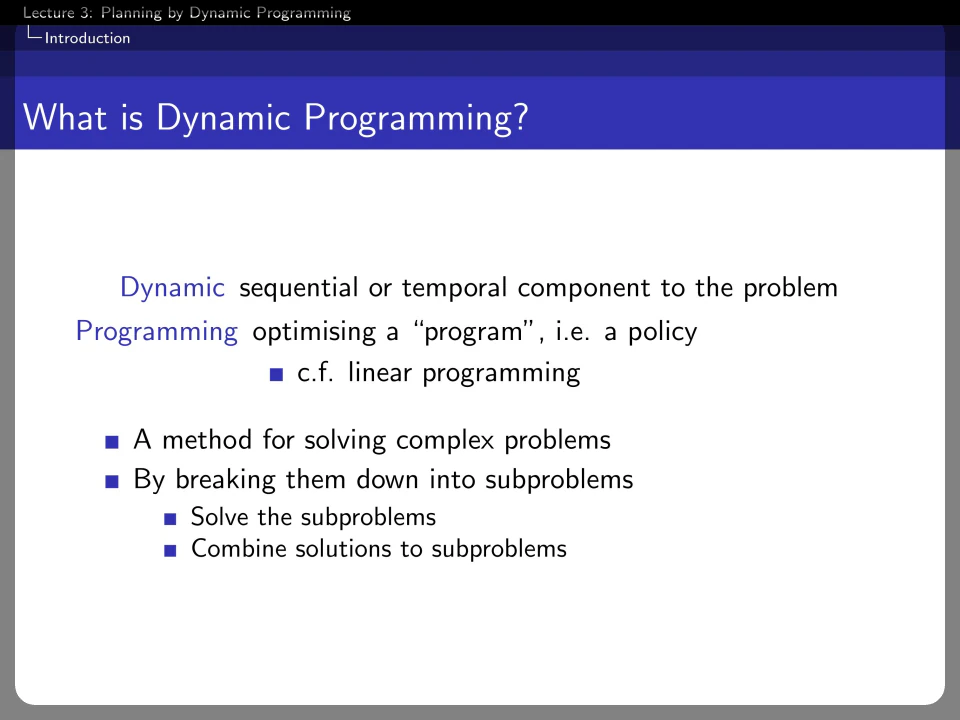 Lecture 3: Planning by Dynamic Programming
Introduction
What is Dynamic Programming?
Dynamic sequential or temporal component to the problem
Programming optimising a “program”, i.e. a policy
c.f. linear programming
A method for solving complex problems
By breaking them down into subproblems
Solve the subproblems
Combine solutions to subproblems